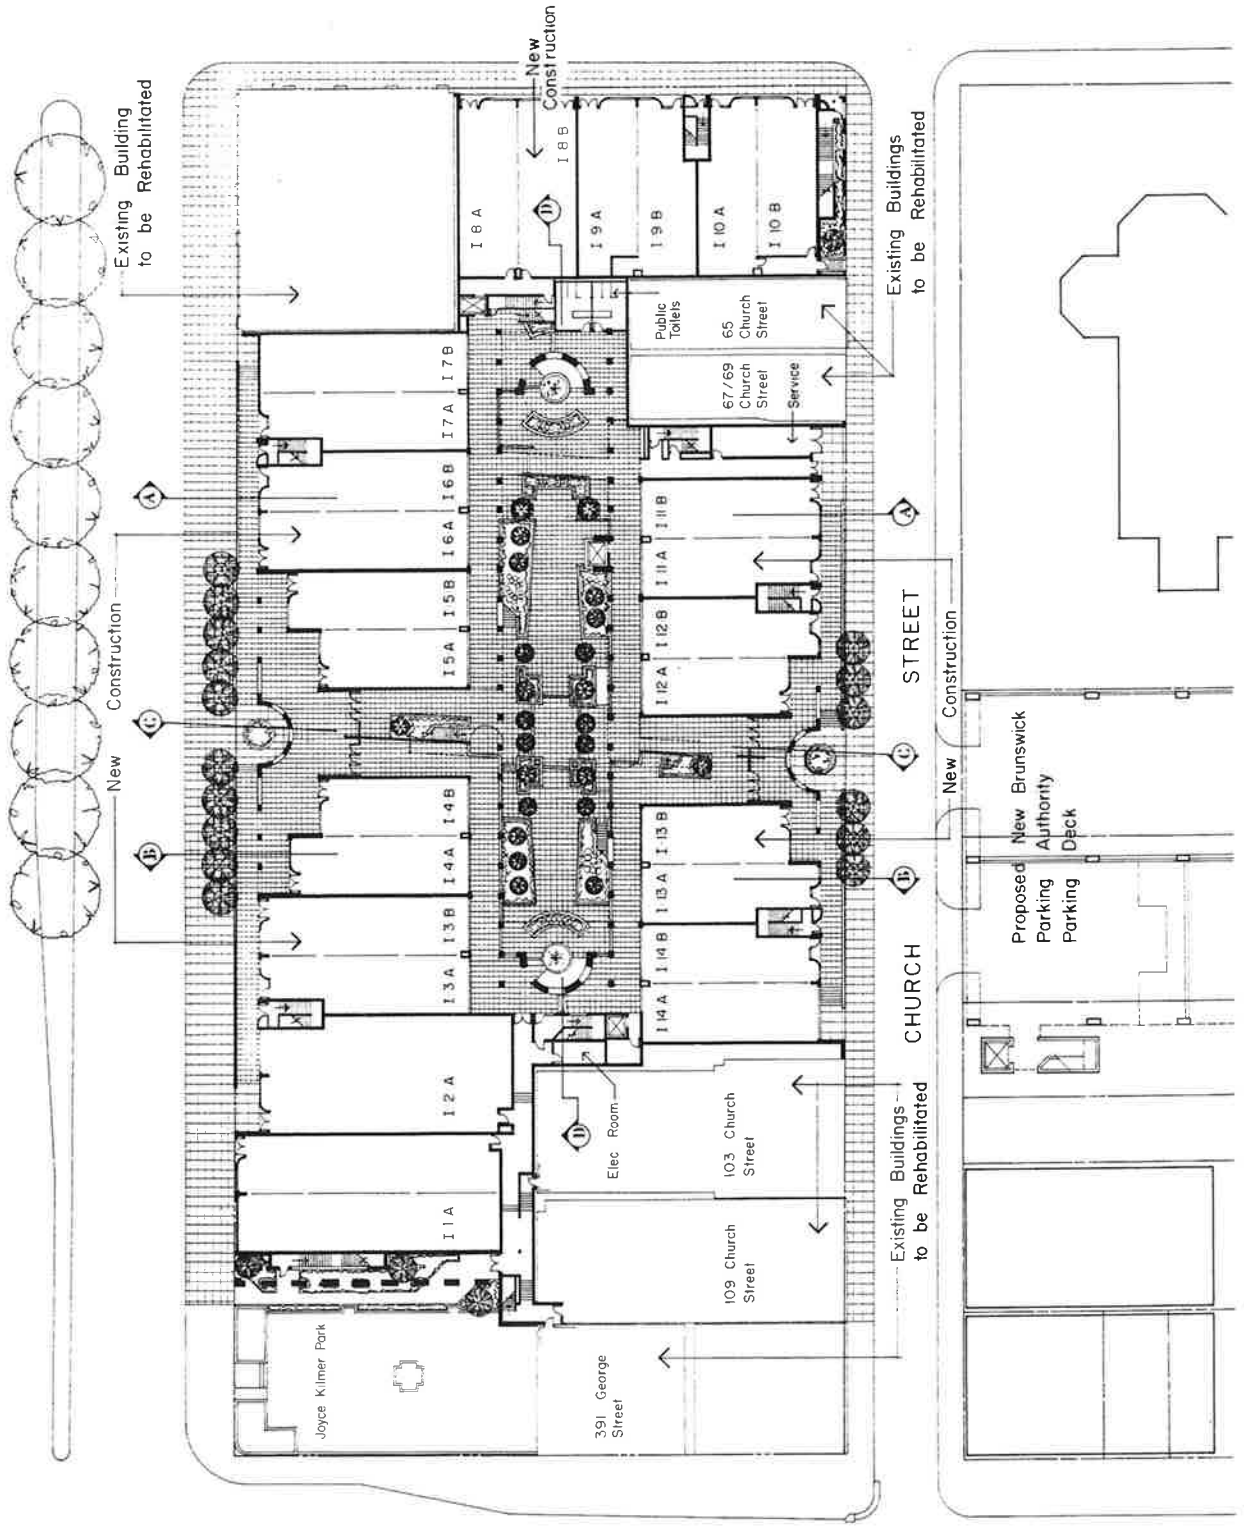 Existing Building
to be Rehabilitated
New
Construction
New
Construction
I 8 A
I 8 B
I 9 A
I 9 B
I 10 A
I 10 B
Existing Buildings
to be Rehabilitated
Public
Toilets
65
Church
Street
67/69
Church
Street
Service
I 7 B
I 7 A
I 6 B
I 6 A
I 5 B
I 5 A
I 4 B
I 4 A
I 3 B
I 3 A
I 2 A
I 1 A
I 11 B
I 11 A
I 12 B
I 12 A
I 13 B
I 13 A
I 14 B
I 14 A
A
A
B
B
C
C
D
D
Elec Room
103 Church
Street
109 Church
Street
391 George
Street
Joyce Kilmer Park
Existing Buildings
to be Rehabilitated
CHURCH STREET
New Construction
Proposed New Brunswick
Parking Authority
Parking Deck